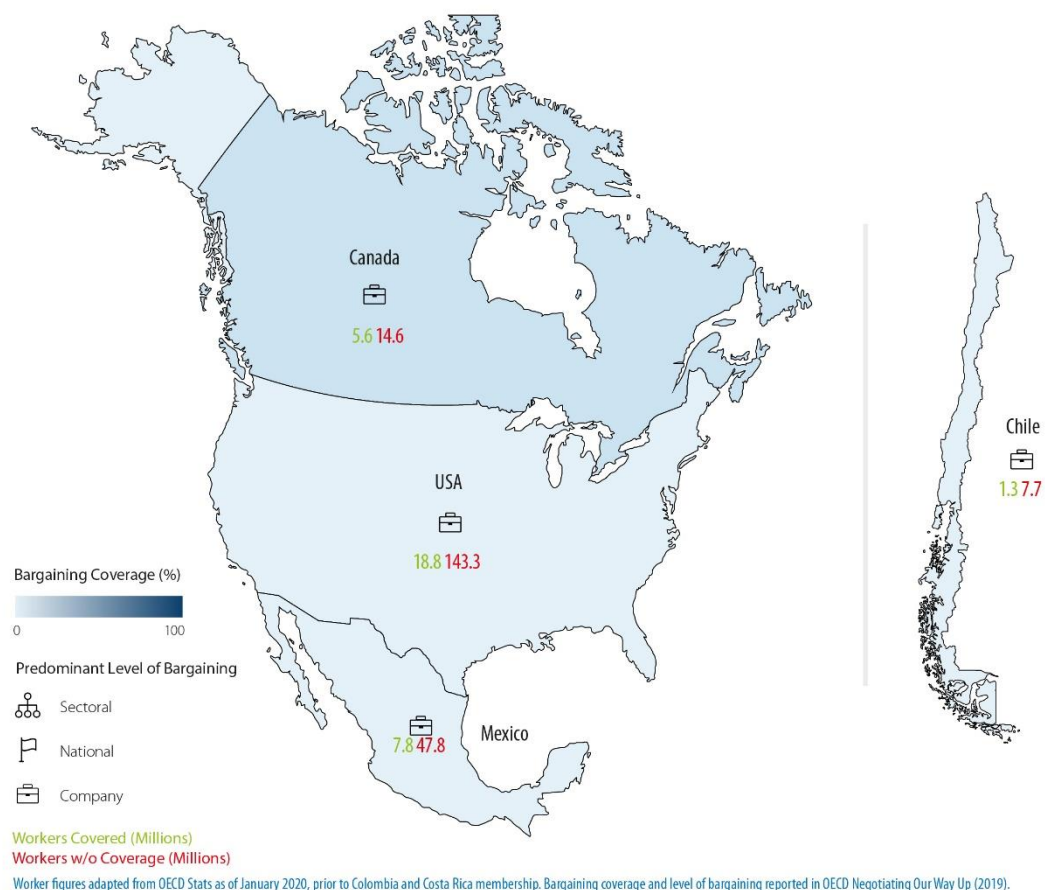 Canada
5.6 14.6
USA
18.8 143.3
Mexico
7.8 47.8
Chile
1.3 7.7
Bargaining Coverage (%)
0 100
Predominant Level of Bargaining
Sectoral
National
Company
Workers Covered (Millions)
Workers w/o Coverage (Millions)
Worker figures adapted from OECD Stats as of January 2020, prior to Colombia and Costa Rica membership. Bargaining coverage and level of bargaining reported in OECD Negotiating Our Way Up (2019).